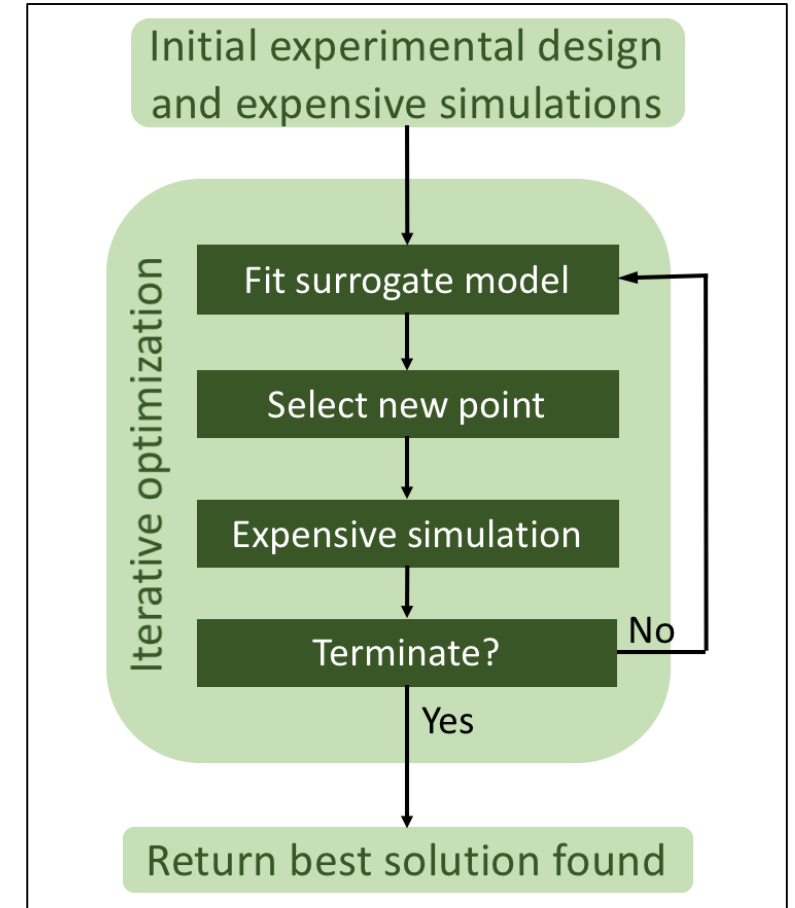 Initial experimental design
and expensive simulations
Iterative optimization
Fit surrogate model
Select new point
Expensive simulation
Terminate?
No
Yes
Return best solution found